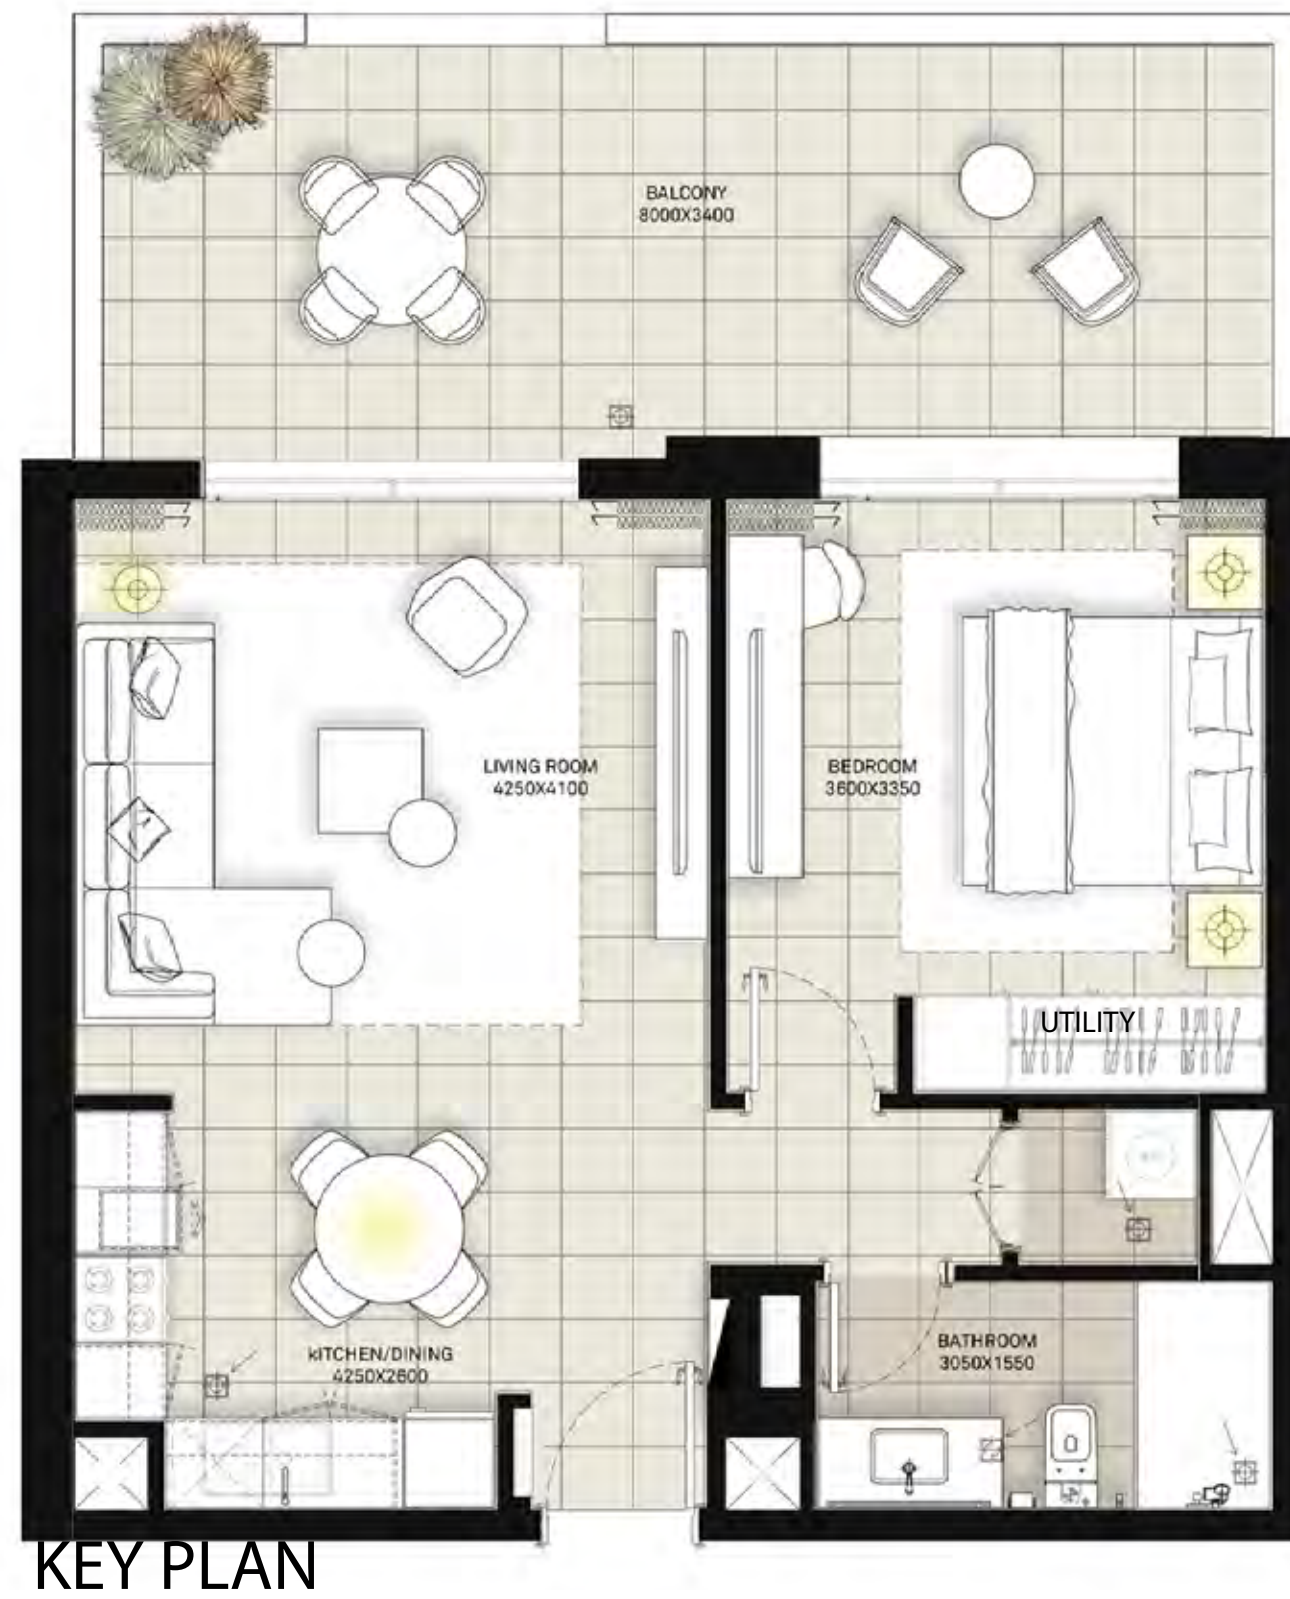 BALCONY
8000X3400
LIVING ROOM
4250X4100
BEDROOM
3600X3350
UTILITY
kITCHEN/DINING
4250X2600
BATHROOM
3050X1550
KEY PLAN